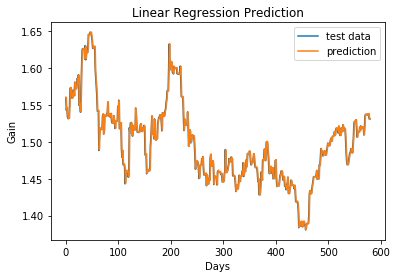 Linear Regression Prediction
test data
prediction
1.65
1.60
1.55
1.50
1.45
1.40
Gain
0 100 200 300 400 500 600
Days